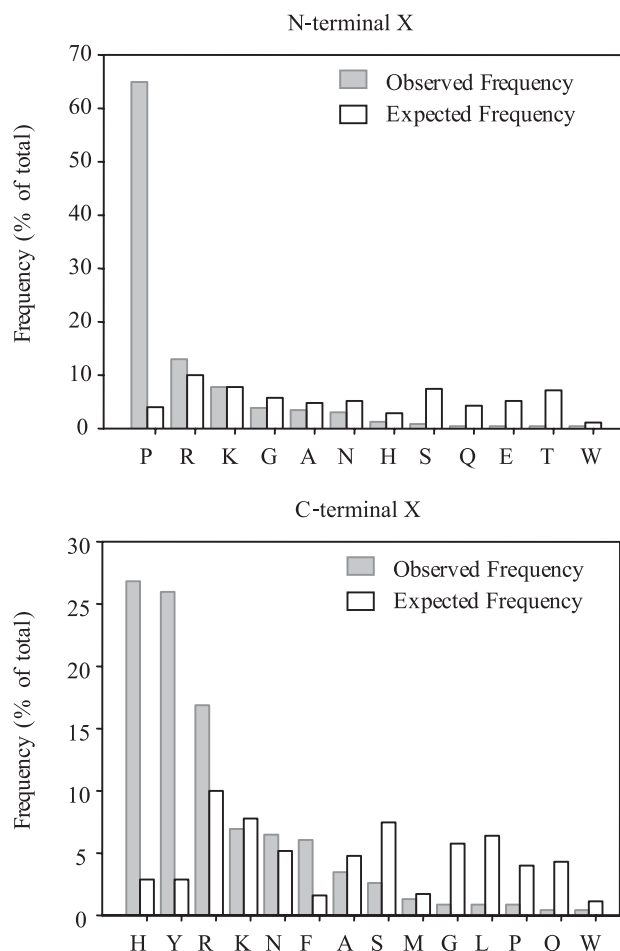 N-terminal X
Frequency (% of total)
70
60
50
40
30
20
10
0
Observed Frequency
Expected Frequency
P R K G A N H S Q E T W
C-terminal X
Frequency (% of total)
30
25
20
15
10
5
0
Observed Frequency
Expected Frequency
H Y R K N F A S M G L P Q W